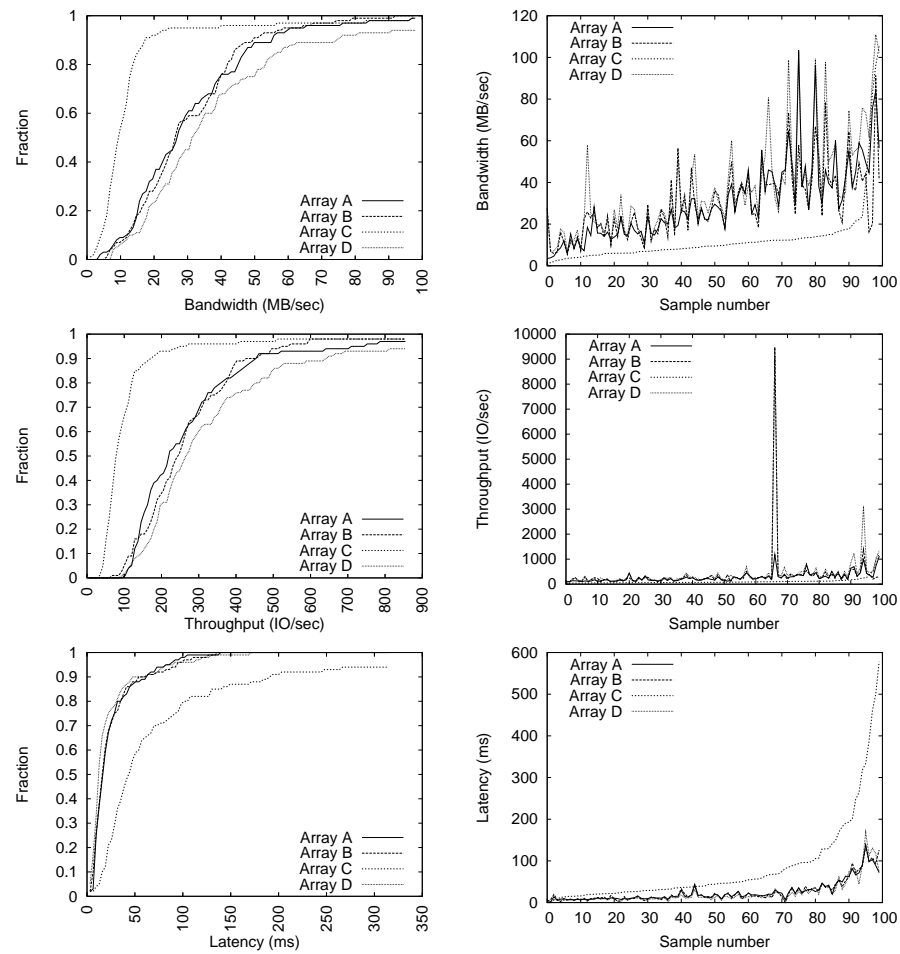 1
0.8
0.6
0.4
0.2
0
Fraction
0 10 20 30 40 50 60 70 80 90 100
Bandwidth (MB/sec)
Array A
Array B
Array C
Array D
120
100
80
60
40
20
0
Bandwidth (MB/sec)
0 10 20 30 40 50 60 70 80 90 100
Sample number
Array A
Array B
Array C
Array D
1
0.9
0.8
0.7
0.6
0.5
0.4
0.3
0.2
0.1
0
Fraction
0 100 200 300 400 500 600 700 800 900
Throughput (IO/sec)
Array A
Array B
Array C
Array D
10000
9000
8000
7000
6000
5000
4000
3000
2000
1000
0
Throughput (IO/sec)
0 10 20 30 40 50 60 70 80 90 100
Sample number
Array A
Array B
Array C
Array D
1
0.9
0.8
0.7
0.6
0.5
0.4
0.3
0.2
0.1
0
Fraction
0 50 100 150 200 250 300 350
Latency (ms)
Array A
Array B
Array C
Array D
600
500
400
300
200
100
0
Latency (ms)
0 10 20 30 40 50 60 70 80 90 100
Sample number
Array A
Array B
Array C
Array D